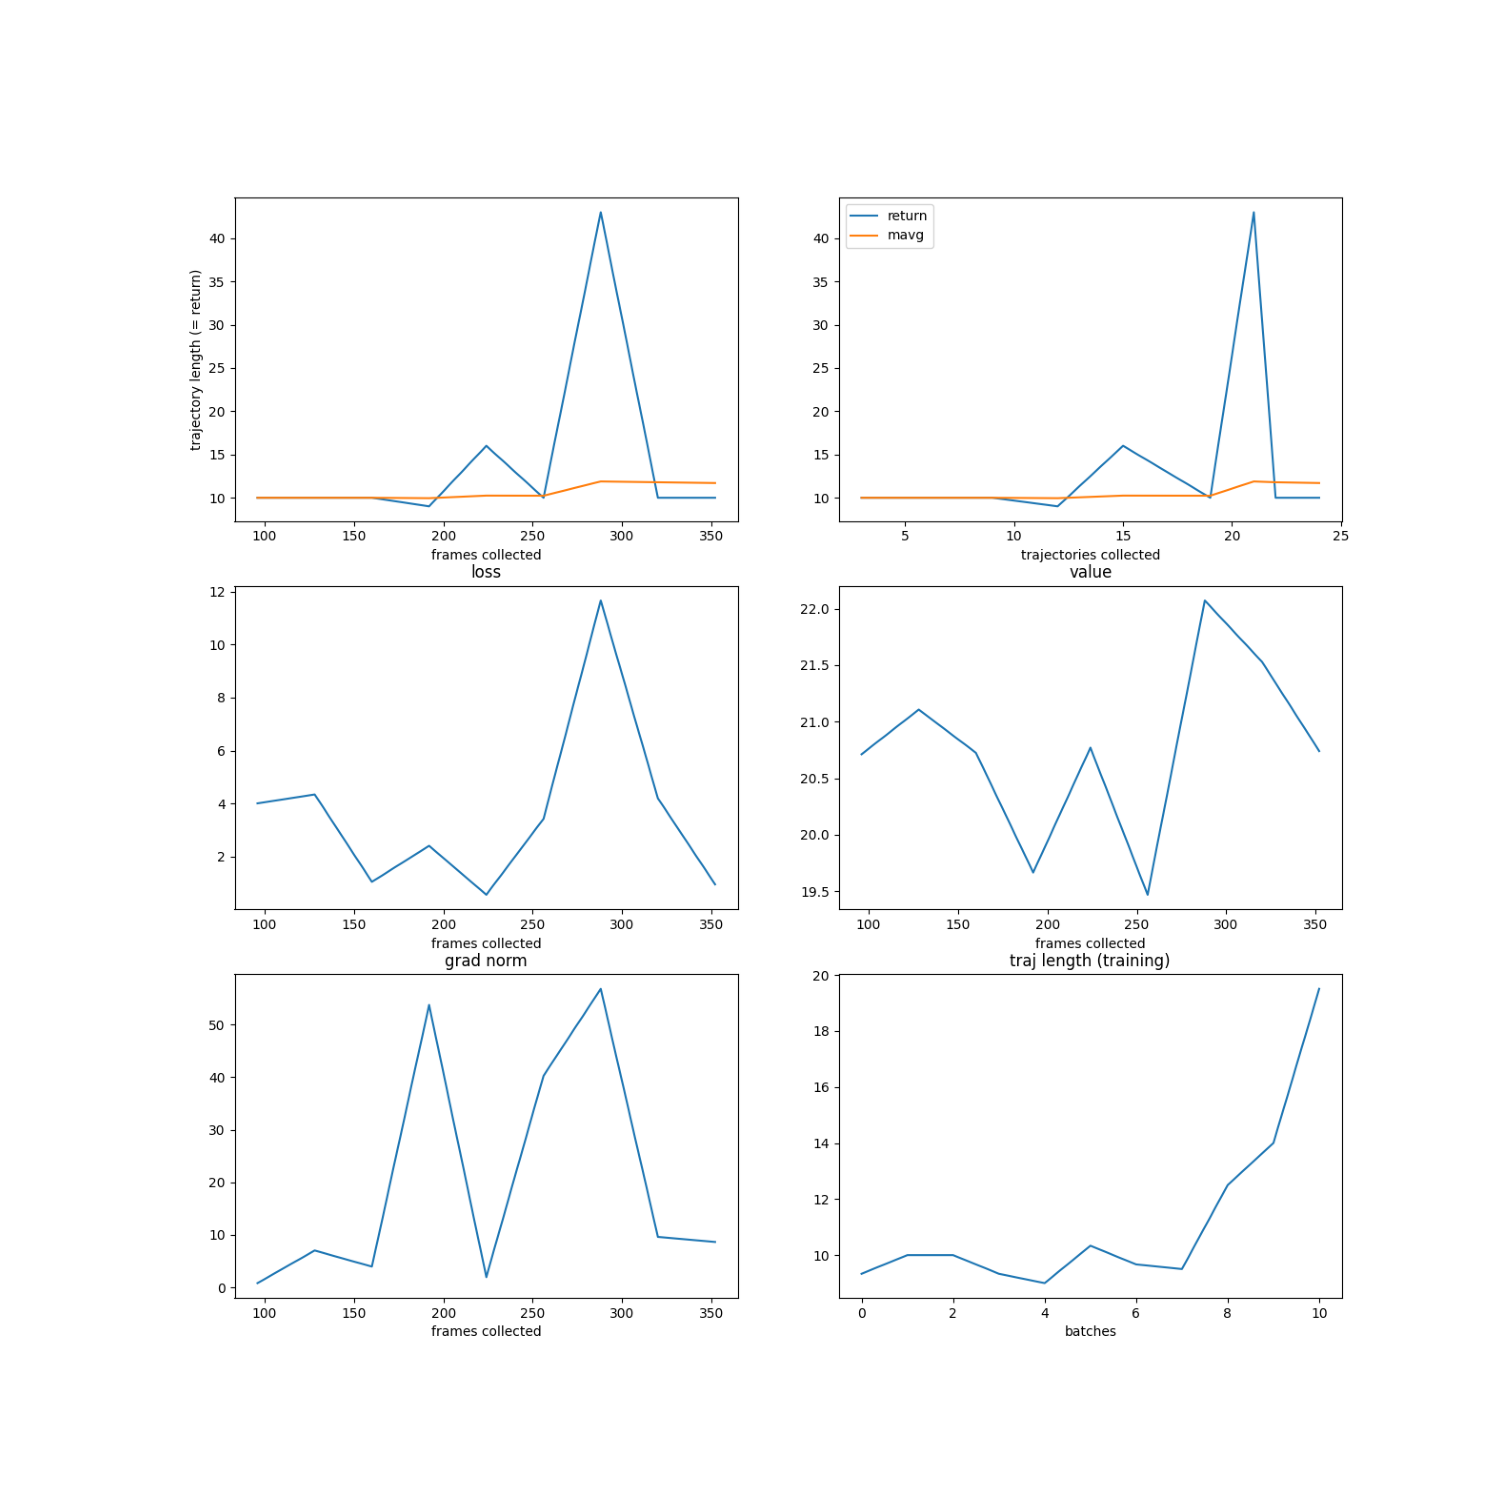 trajectory length (= return)
40
35
30
25
20
15
10
100 150 200 250 300 350
frames collected
return
mavg
40
35
30
25
20
15
10
5 10 15 20 25
trajectories collected
loss
12
10
8
6
4
2
100 150 200 250 300 350
frames collected
value
22.0
21.5
21.0
20.5
20.0
19.5
100 150 200 250 300 350
frames collected
grad norm
50
40
30
20
10
0
100 150 200 250 300 350
frames collected
traj length (training)
20
18
16
14
12
10
0 2 4 6 8 10
batches